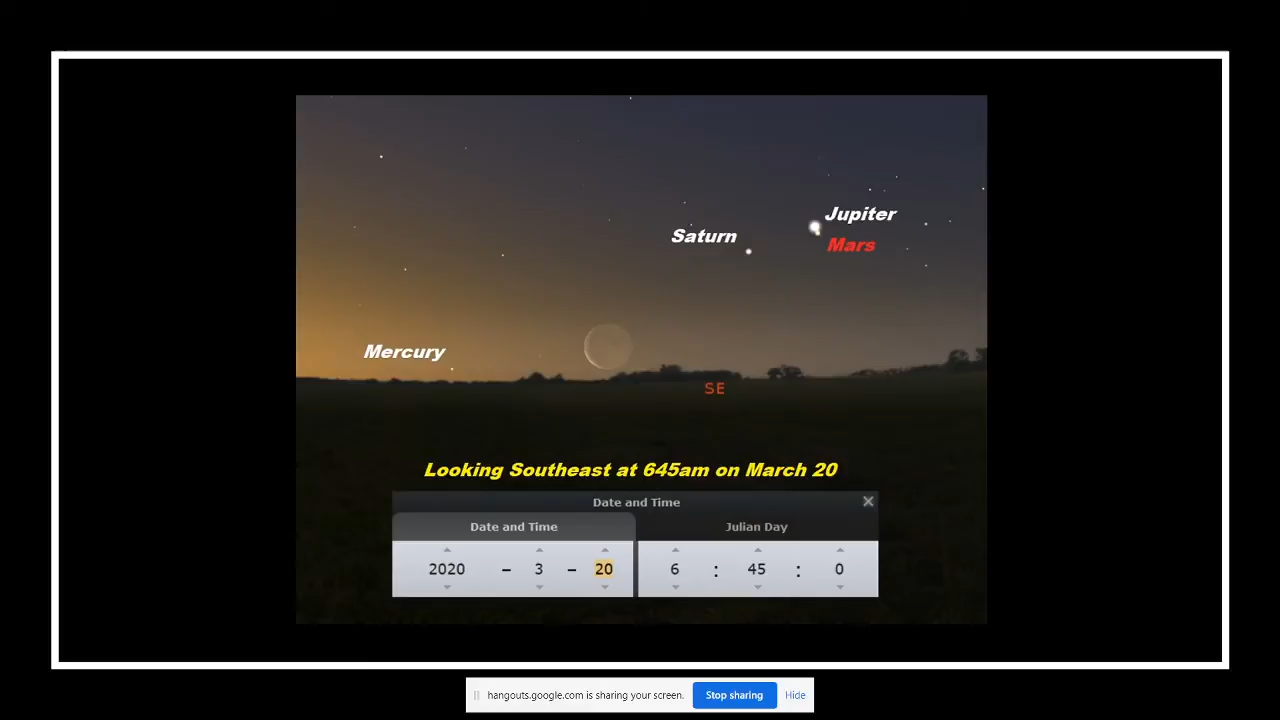 Jupiter
Saturn
Mars
Mercury
SE
Looking Southeast at 645am on March 20
Date and Time
Date and Time Julian Day
2020 - 3 - 20 6 : 45 : 0
hangouts.google.com is sharing your screen. Stop sharing Hide